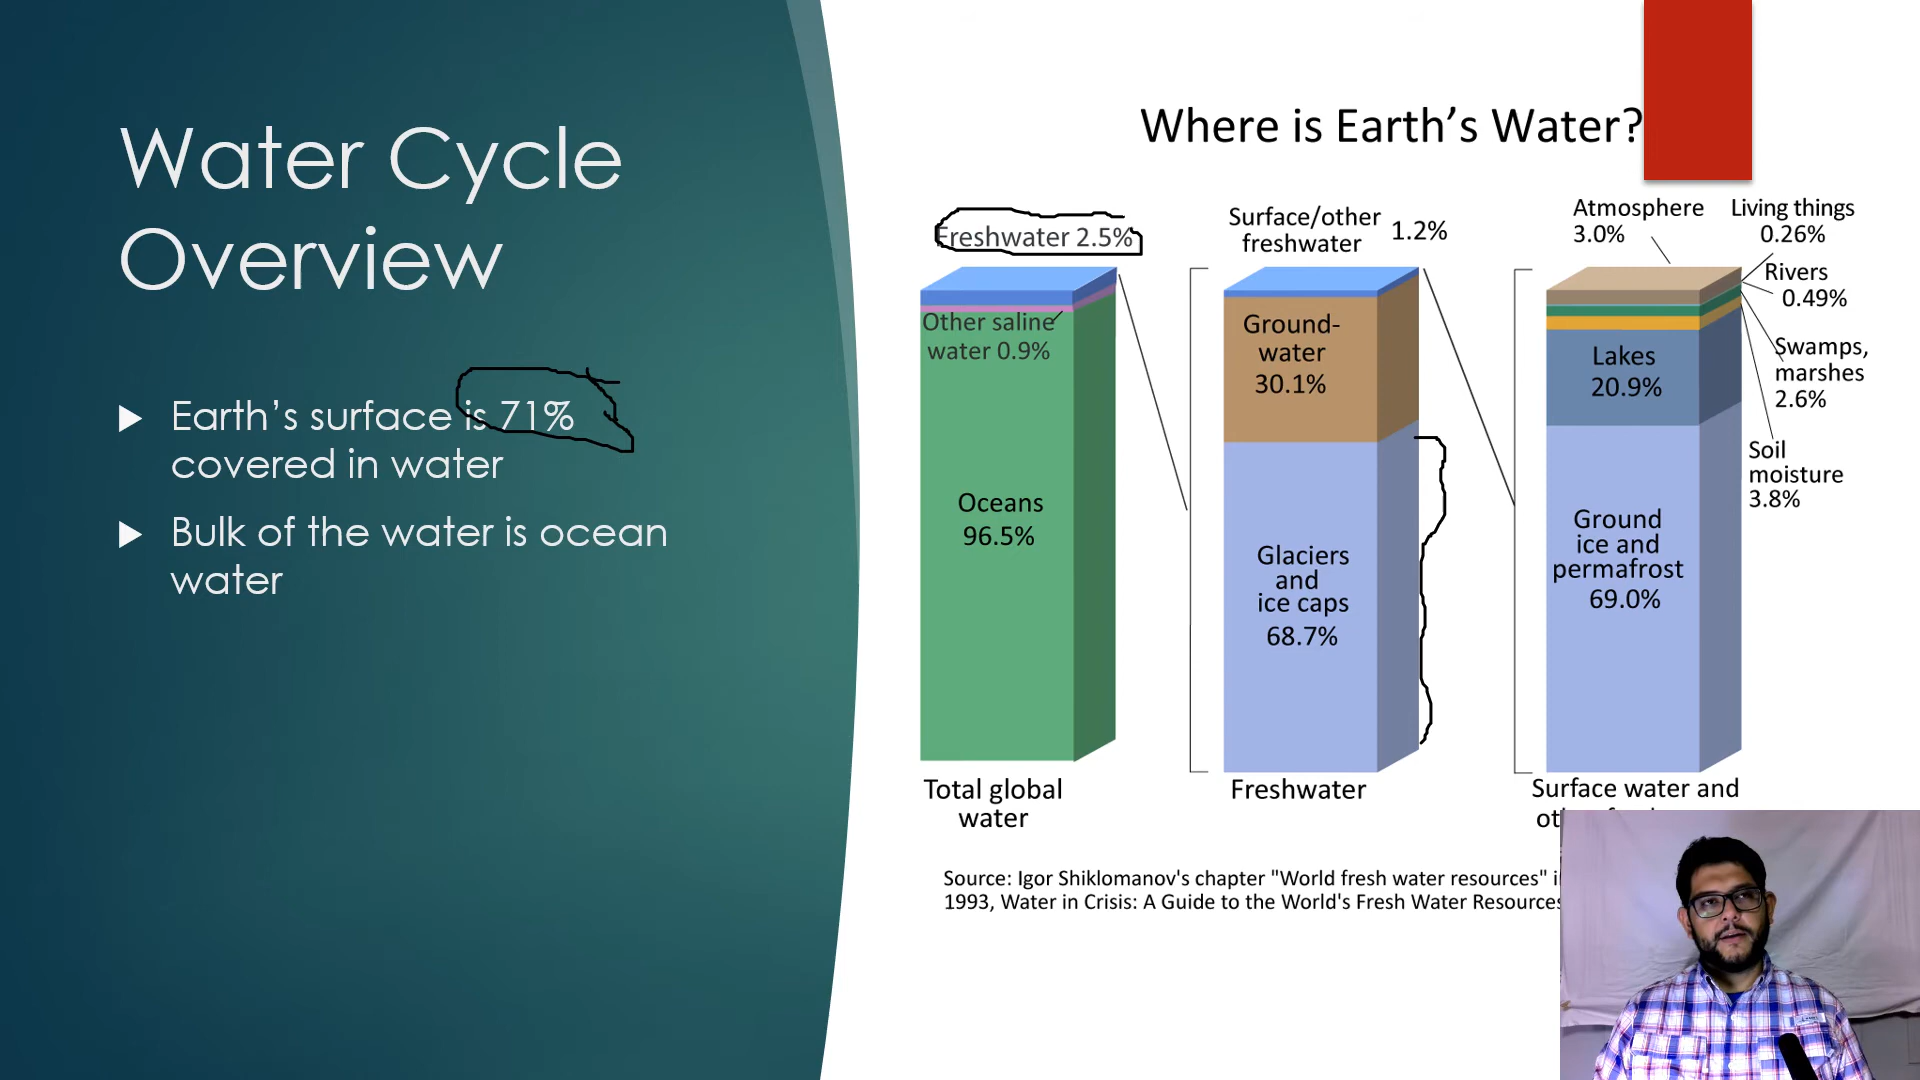 Water Cycle
Overview
Earth’s surface is 71%
covered in water
Bulk of the water is ocean
water
Where is Earth’s Water?
Freshwater 2.5%
Other saline
water 0.9%
Oceans
96.5%
Total global
water
Surface/other
freshwater 1.2%
Ground-
water
30.1%
Glaciers
and
ice caps
68.7%
Freshwater
Atmosphere
3.0%
Living things
0.26%
Rivers
0.49%
Swamps,
marshes
2.6%
Soil
moisture
3.8%
Lakes
20.9%
Ground
ice and
permafrost
69.0%
Surface water and
Source: Igor Shiklomanov's chapter "World fresh water resources"
1993, Water in Crisis: A Guide to the World's Fresh Water Resources